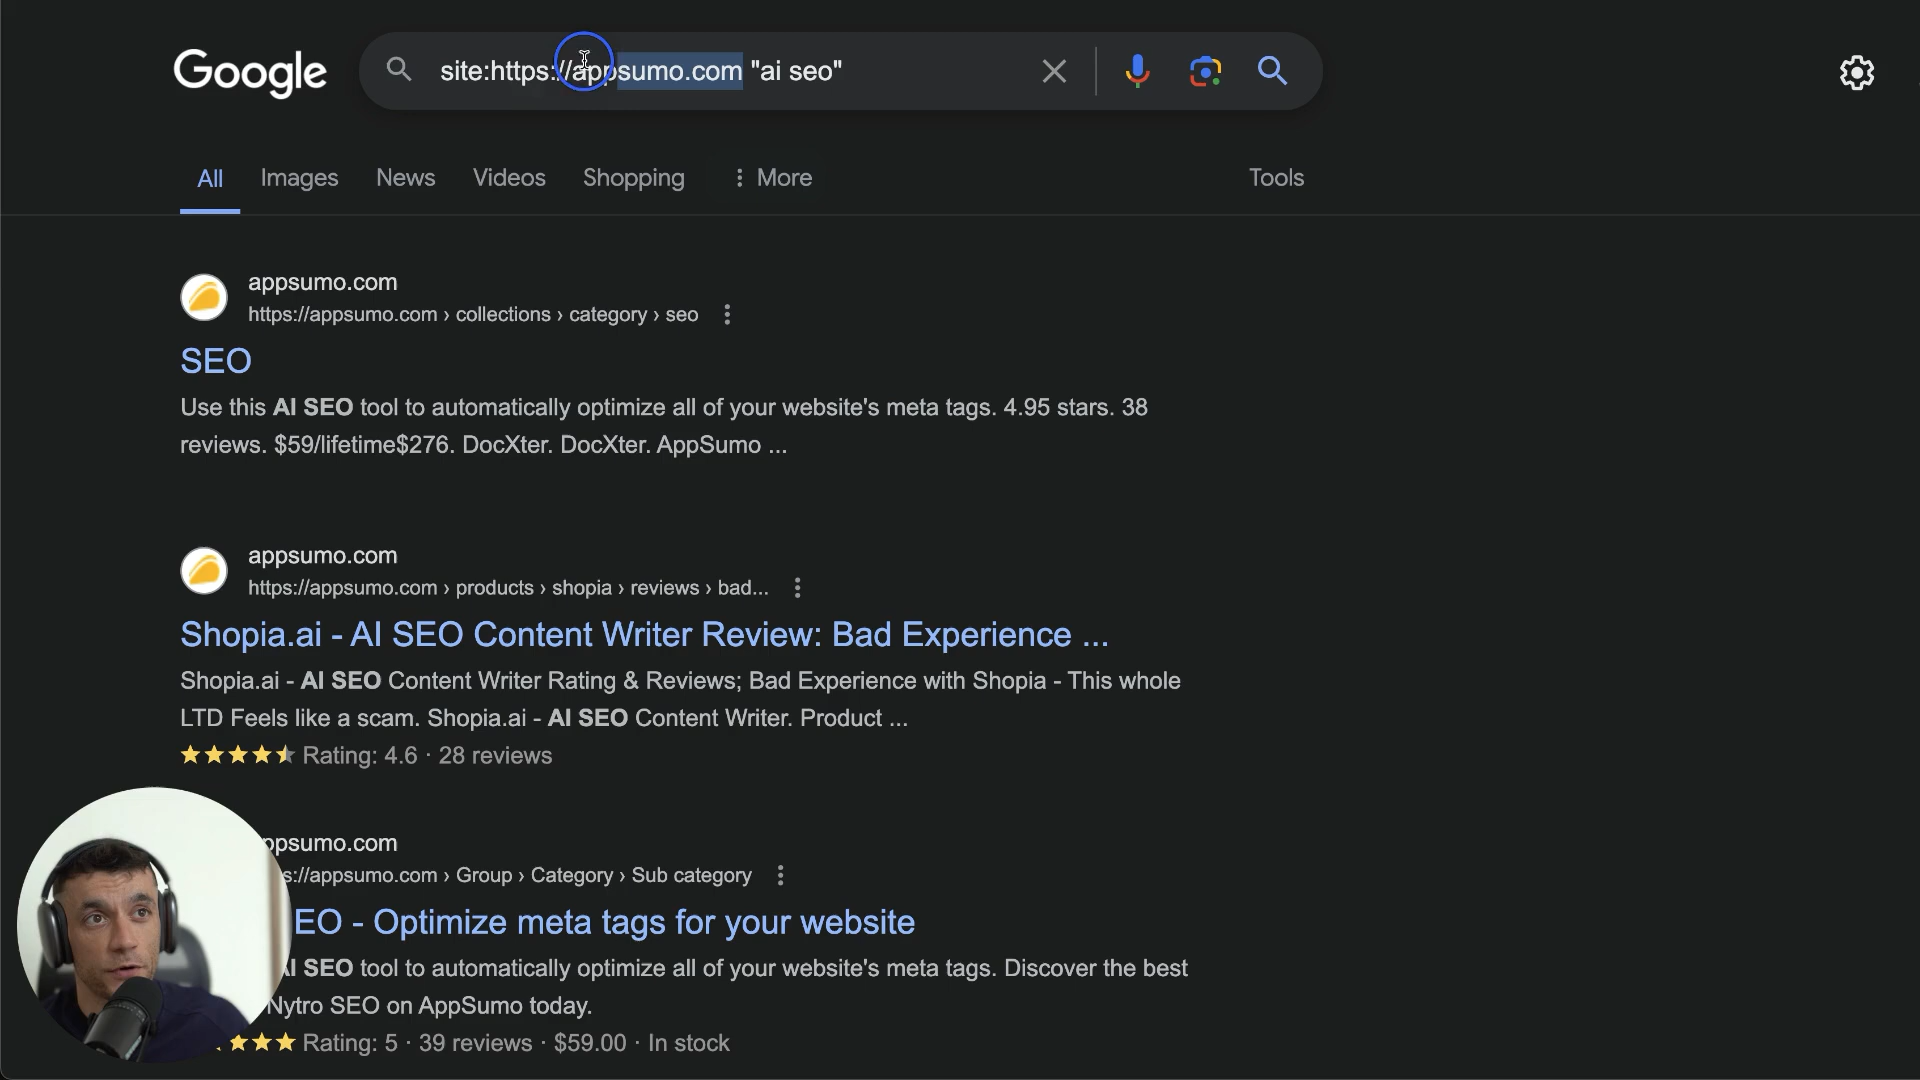 Google
site:https://appsumo.com "ai seo"
All Images News Videos Shopping More Tools
appsumo.com
https://appsumo.com › collections › category › seo
SEO
Use this AI SEO tool to automatically optimize all of your website's meta tags. 4.95 stars. 38
reviews. $59/lifetime$276. DocXter. DocXter. AppSumo ...
appsumo.com
https://appsumo.com › products › shopia › reviews › bad...
Shopia.ai - AI SEO Content Writer Review: Bad Experience ...
Shopia.ai - AI SEO Content Writer Rating & Reviews; Bad Experience with Shopia - This whole
LTD Feels like a scam. Shopia.ai - AI SEO Content Writer. Product ...
Rating: 4.6 · 28 reviews
ppsumo.com
s://appsumo.com › Group › Category › Sub category
EO - Optimize meta tags for your website
AI SEO tool to automatically optimize all of your website's meta tags. Discover the best
Nytro SEO on AppSumo today.
Rating: 5 · 39 reviews · $59.00 · In stock